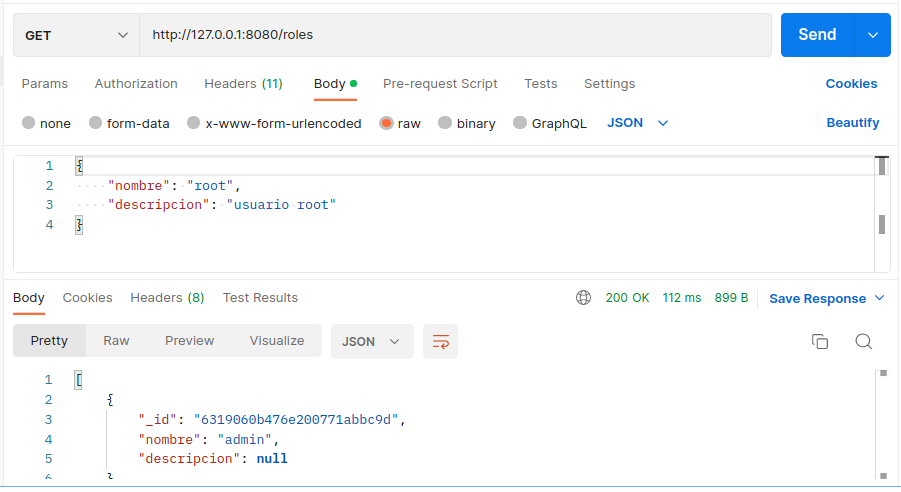 GET http://127.0.0.1:8080/roles Send
Params Authorization Headers (11) Body Pre-request Script Tests Settings Cookies
none form-data x-www-form-urlencoded raw binary GraphQL JSON Beautify
1 {
2 "nombre": "root",
3 "descripcion": "usuario root"
4 }
Body Cookies Headers (8) Test Results 200 OK 112 ms 899 B Save Response
Pretty Raw Preview Visualize JSON
1 [
2 {
3 "_id": "6319060b476e200771abbc9d",
4 "nombre": "admin",
5 "descripcion": null
6 }